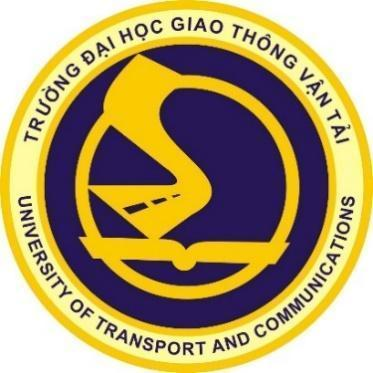 TRƯỜNG ĐẠI HỌC GIAO THÔNG VẬN TẢI
UNIVERSITY OF TRANSPORT AND COMMUNICATIONS